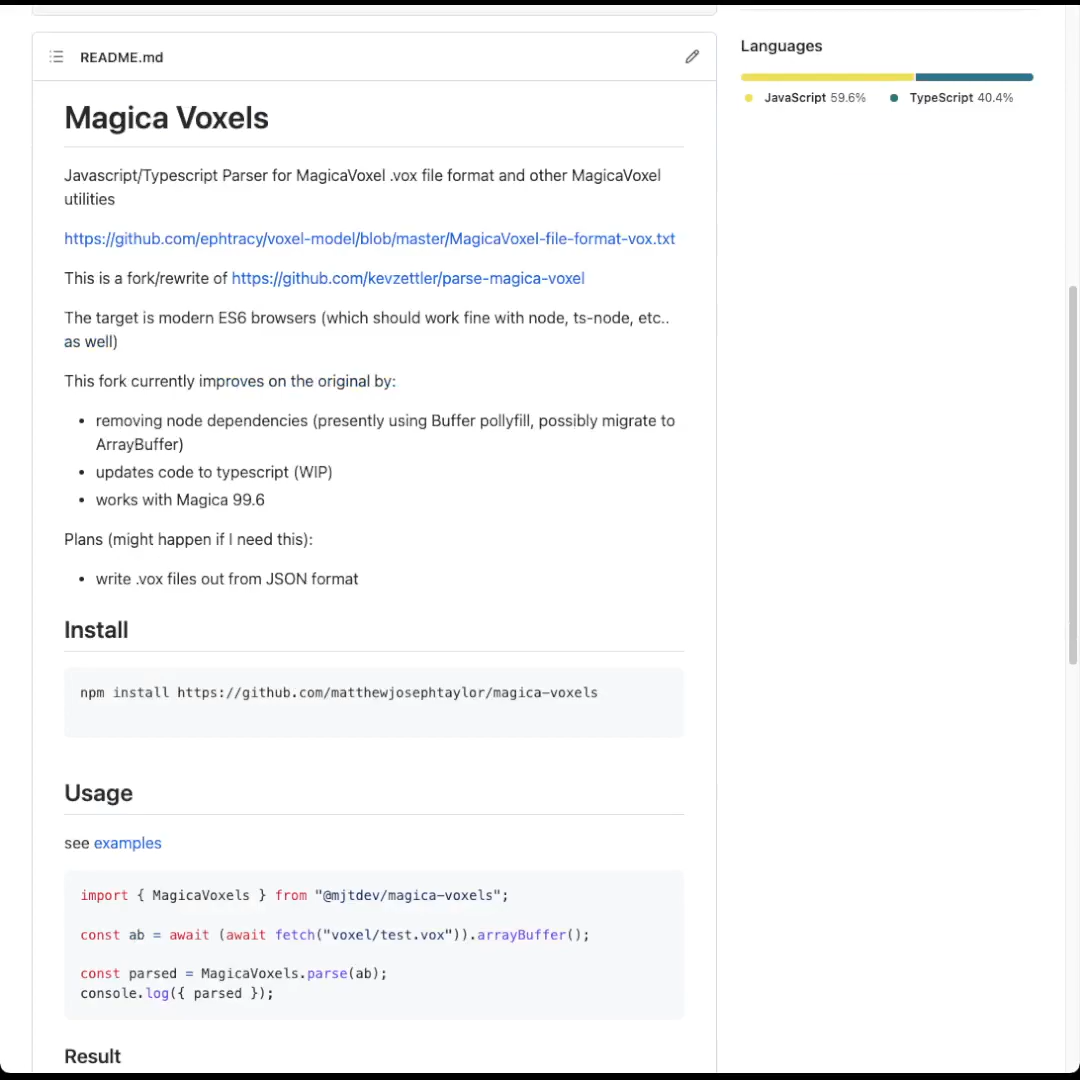 README.md
Magica Voxels
Javascript/Typescript Parser for MagicaVoxel .vox file format and other MagicaVoxel
utilities
https://github.com/ephtracy/voxel-model/blob/master/MagicaVoxel-file-format-vox.txt
This is a fork/rewrite of https://github.com/kevzettler/parse-magica-voxel
The target is modern ES6 browsers (which should work fine with node, ts-node, etc..
as well)
This fork currently improves on the original by:
• removing node dependencies (presently using Buffer pollyfill, possibly migrate to
ArrayBuffer)
• updates code to typescript (WIP)
• works with Magica 99.6
Plans (might happen if I need this):
• write .vox files out from JSON format
Install
npm install https://github.com/matthewjosephtaylor/magica-voxels
Usage
see examples
import { MagicaVoxels } from "@mjtdev/magica-voxels";
const ab = await (await fetch("voxel/test.vox")).arrayBuffer();
const parsed = MagicaVoxels.parse(ab);
console.log({ parsed });
Result
Languages
JavaScript 59.6% TypeScript 40.4%